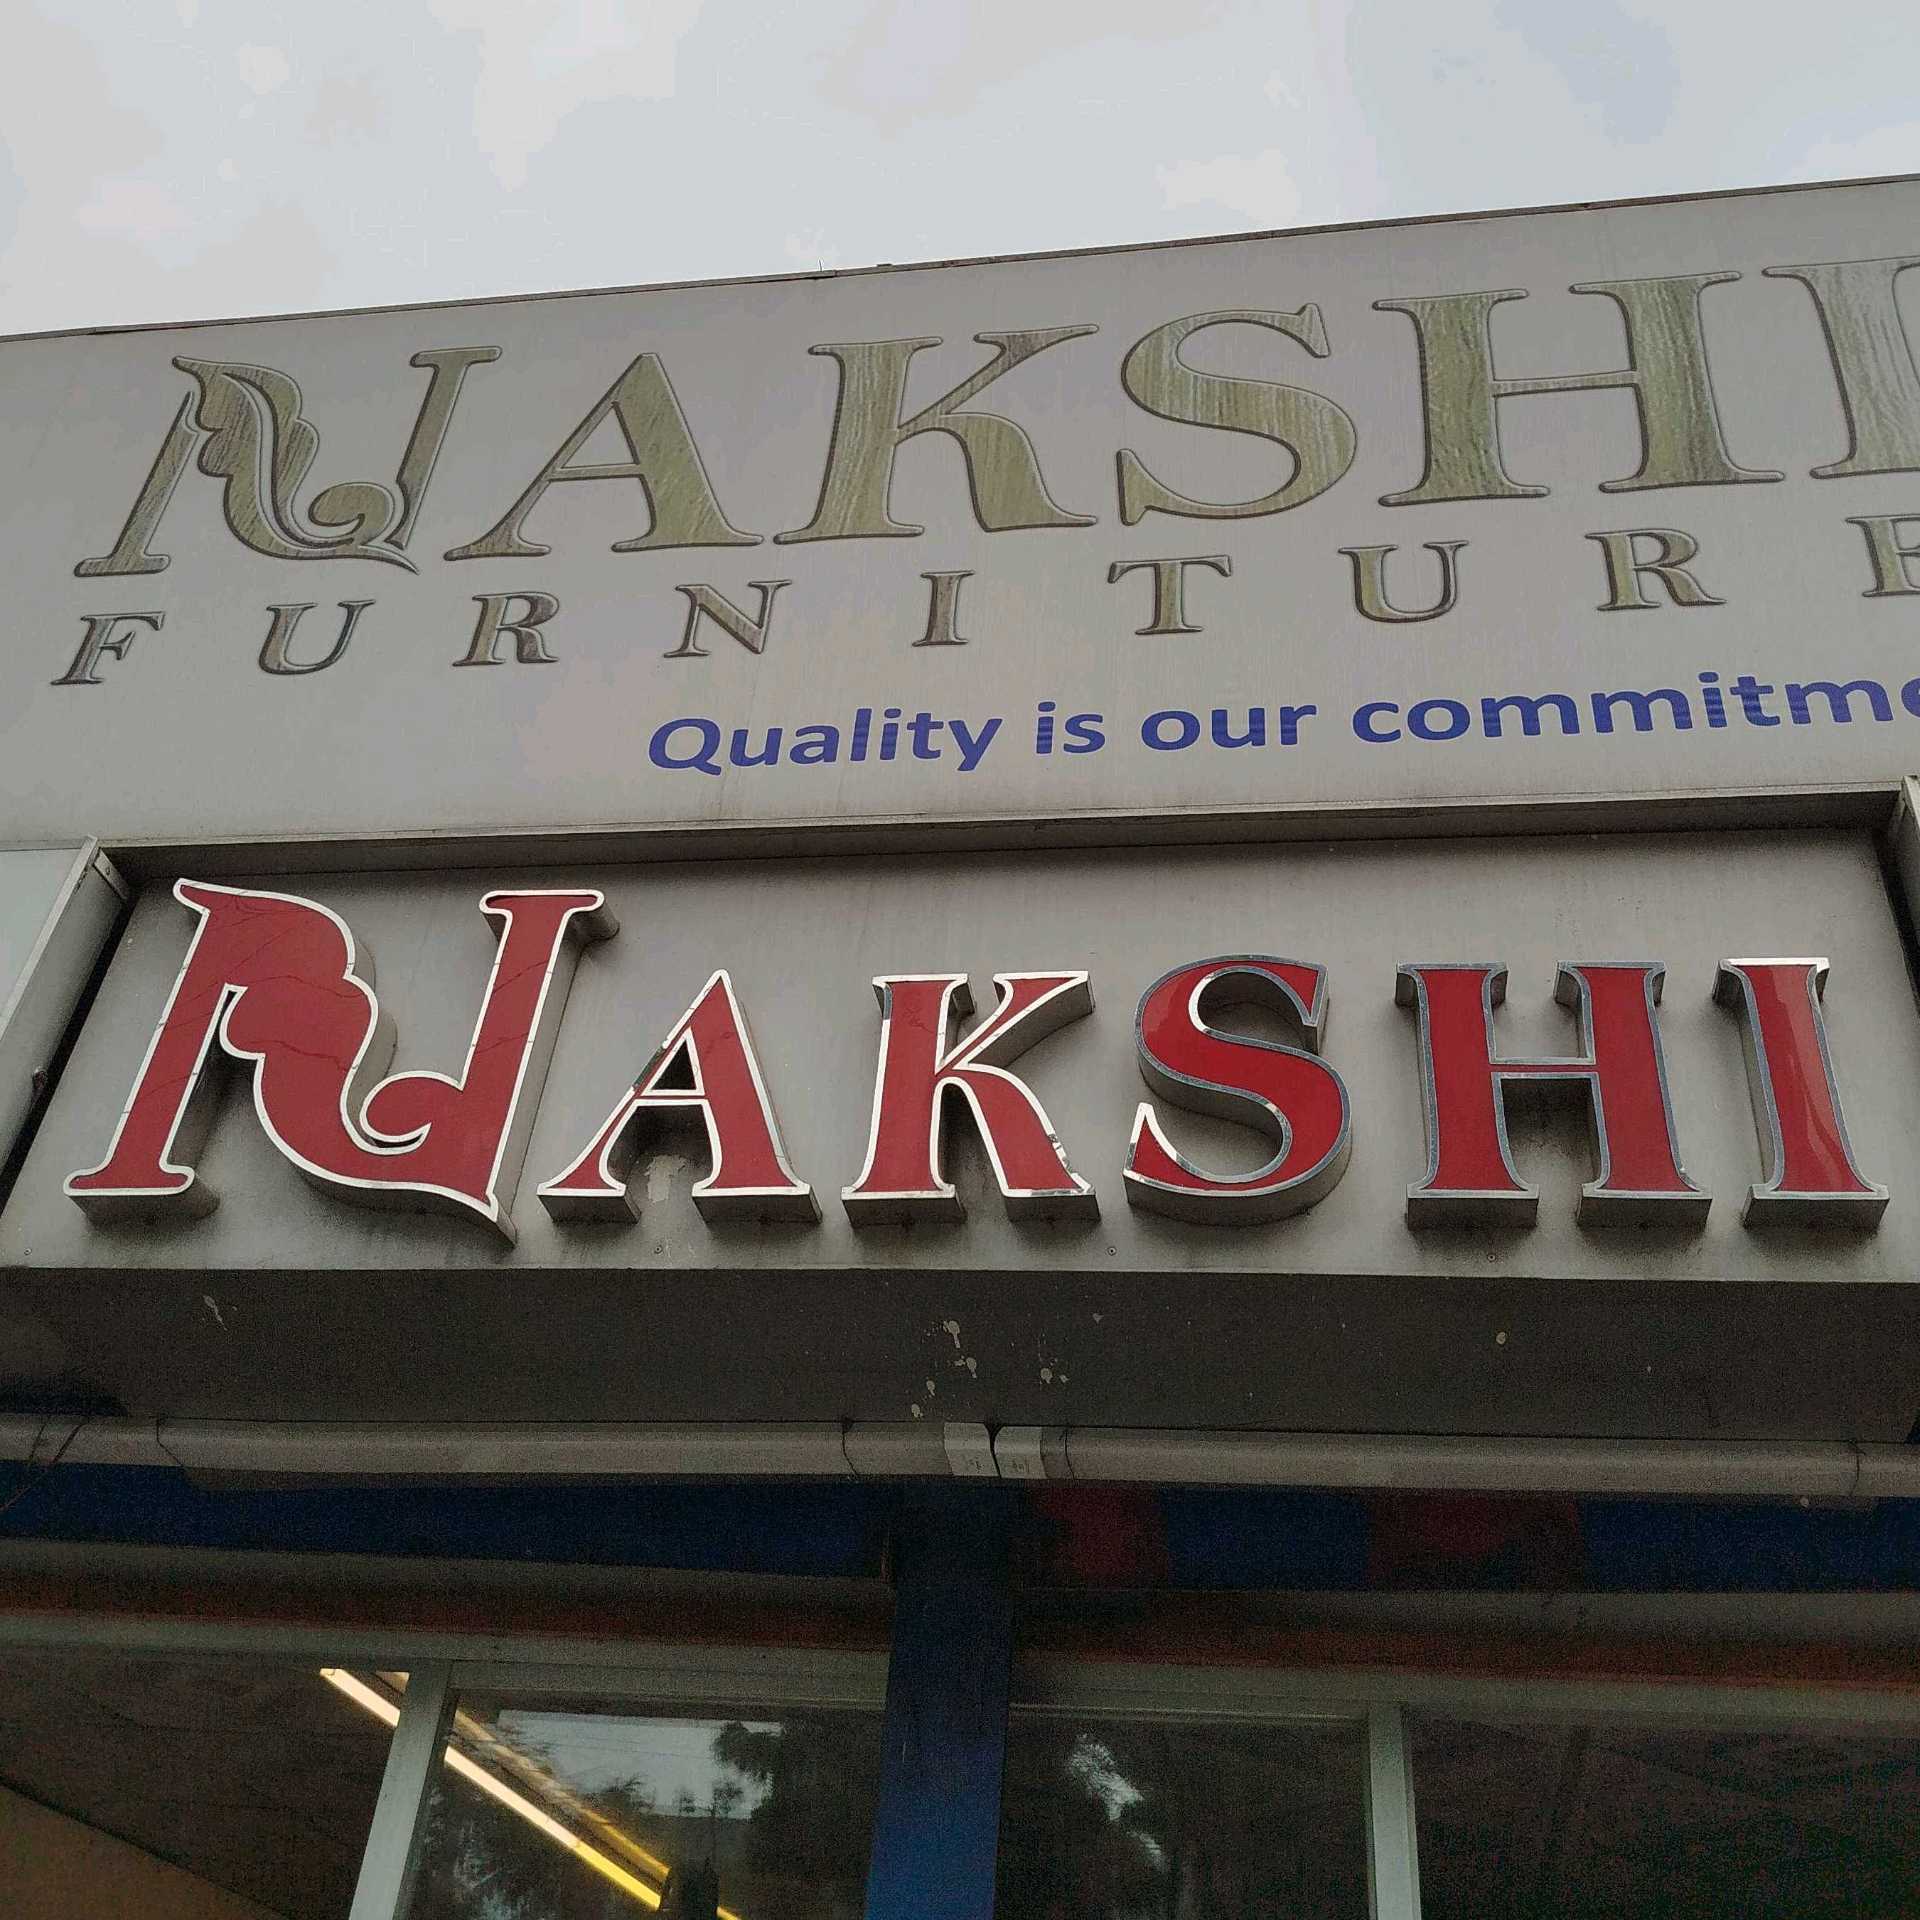 NAKSHI
FURNITURE
Quality is our commitme
NAKSHI